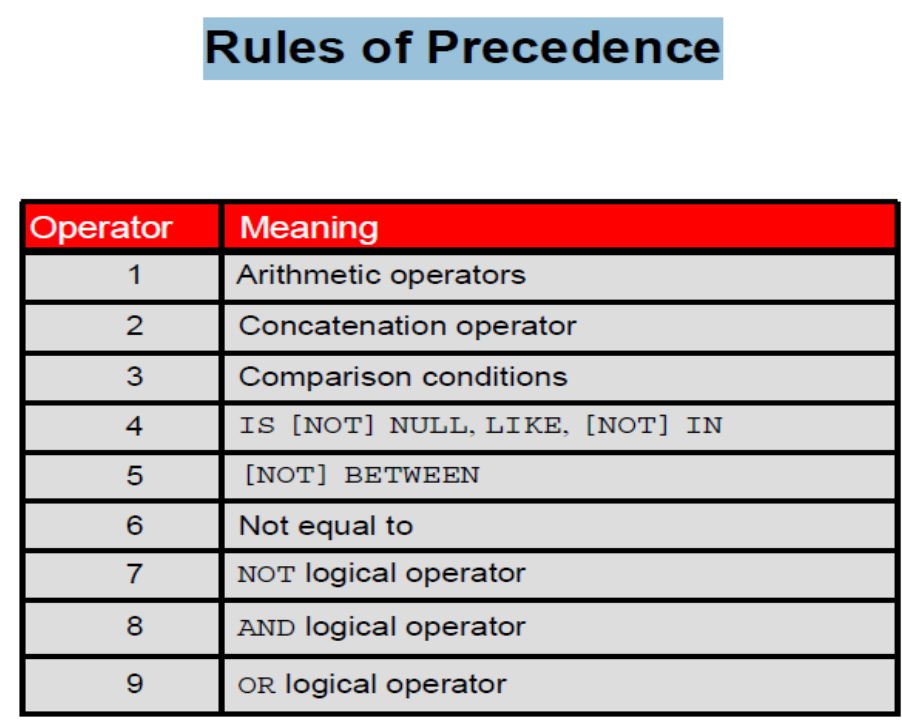 Rules of Precedence
Operator Meaning
1 Arithmetic operators
2 Concatenation operator
3 Comparison conditions
4 IS [NOT] NULL, LIKE, [NOT] IN
5 [NOT] BETWEEN
6 Not equal to
7 NOT logical operator
8 AND logical operator
9 OR logical operator